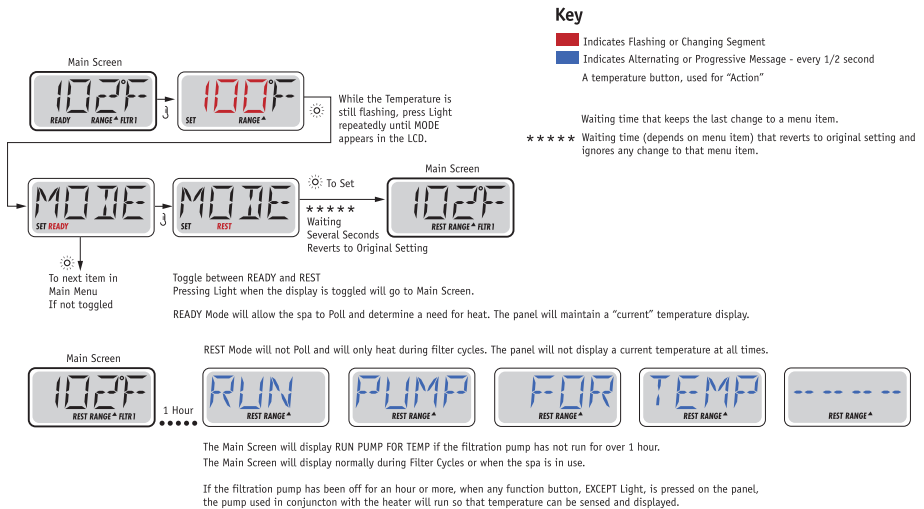 Key
Indicates Flashing or Changing Segment
Indicates Alternating or Progressive Message - every 1/2 second
A temperature button, used for “Action”
Waiting time that keeps the last change to a menu item.
***** Waiting time (depends on menu item) that reverts to original setting and
ignores any change to that menu item.
Main Screen
102°F
READY RANGE FLTR1
100°F
SET RANGE
While the Temperature is
still flashing, press Light
repeatedly until MODE
appears in the LCD.
MODE
SET READY
MODE
SET REST
To Set
*****
Waiting
Several Seconds
Reverts to Original Setting
Main Screen
102°F
REST RANGE FLTR1
To next item in
Main Menu
If not toggled
Toggle between READY and REST
Pressing Light when the display is toggled will go to Main Screen.
READY Mode will allow the spa to Poll and determine a need for heat. The panel will maintain a “current” temperature display.
REST Mode will not Poll and will only heat during filter cycles. The panel will not display a current temperature at all times.
Main Screen
102°F
REST RANGE FLTR1
1 Hour
RUN
REST RANGE
PUMP
REST RANGE
FOR
REST RANGE
TEMP
REST RANGE
-- -- -- --
REST RANGE
The Main Screen will display RUN PUMP FOR TEMP if the filtration pump has not run for over 1 hour.
The Main Screen will display normally during Filter Cycles or when the spa is in use.
If the filtration pump has been off for an hour or more, when any function button, EXCEPT Light, is pressed on the panel,
the pump used in conjuncton with the heater will run so that temperature can be sensed and displayed.